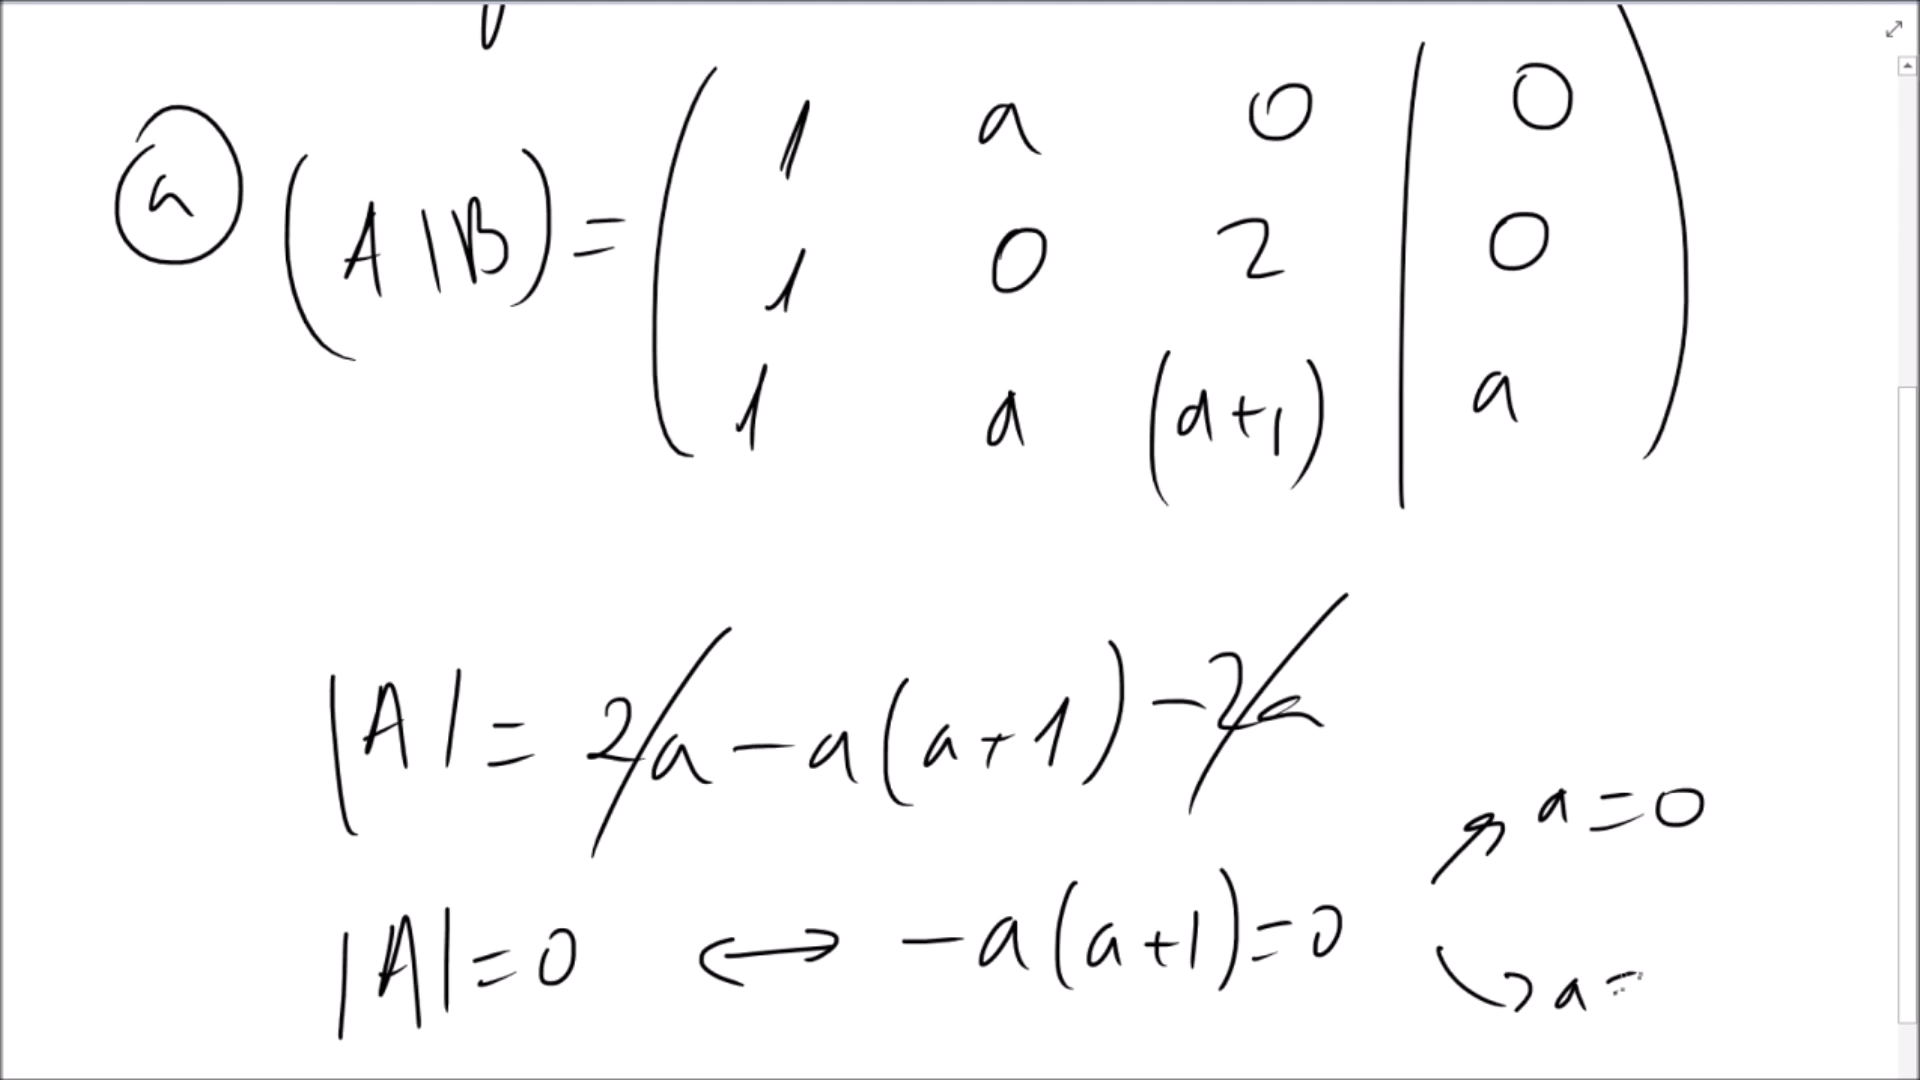 a (A|B) = ( 1 a 0 | 0 )
1 0 2 | 0
1 a (a+1) | a
|A| = 2a - a(a+1) - 2a
a = 0
|A| = 0 ↔ -a(a+1) = 0
a =